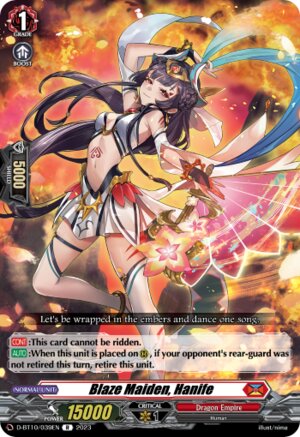 1
GRADE
BOOST
5000
SHIELD
Let's be wrapped in the embers and dance one song.
CONT:This card cannot be ridden.
AUTO:When this unit is placed on R, if your opponent's rear-guard was
not retired this turn, retire this unit.
NORMAL UNIT
Blaze Maiden, Hanife
POWER 15000
CRITICAL
1
Dragon Empire
Human
D-BT10/039EN R 2023
illust/nima